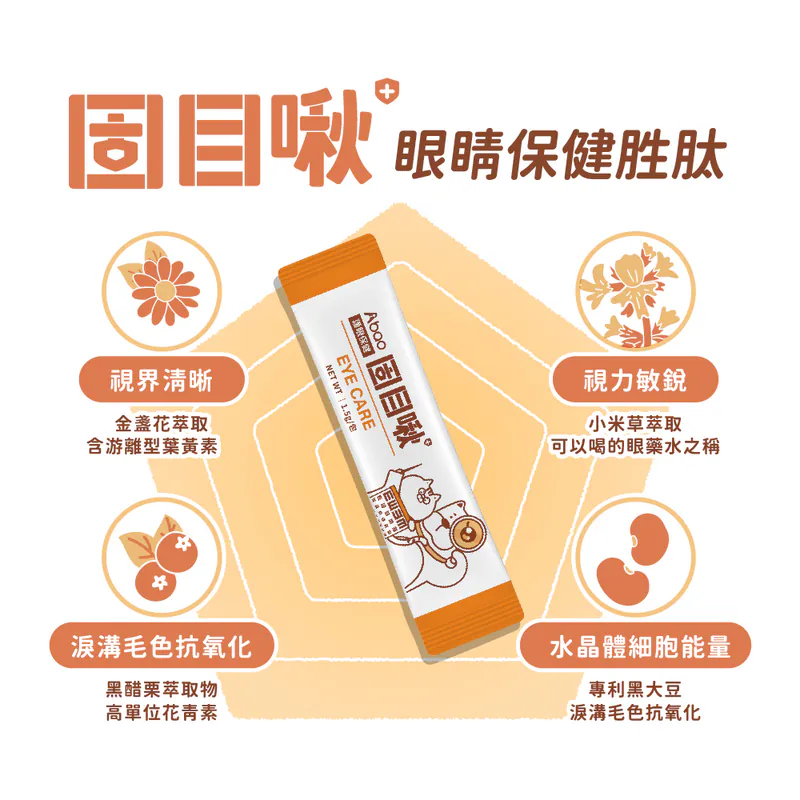 固目啾
眼睛保健胜肽
視界清晰
金盞花萃取
含游離型葉黃素
視力敏銳
小米草萃取
可以喝的眼藥水之稱
Aboo
護眼保健
固目啾
EYE CARE
NET WT | 1.5g/包
淚溝毛色抗氧化
黑醋栗萃取物
高單位花青素
水晶體細胞能量
專利黑大豆
淚溝毛色抗氧化